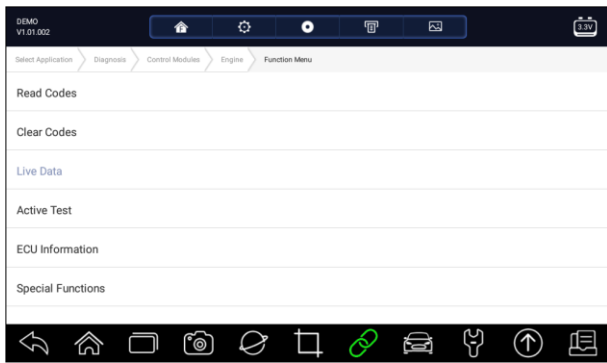 DEMO
V1.01.002
3.3V
Select Application Diagnosis Control Modules Engine Function Menu
Read Codes
Clear Codes
Live Data
Active Test
ECU Information
Special Functions